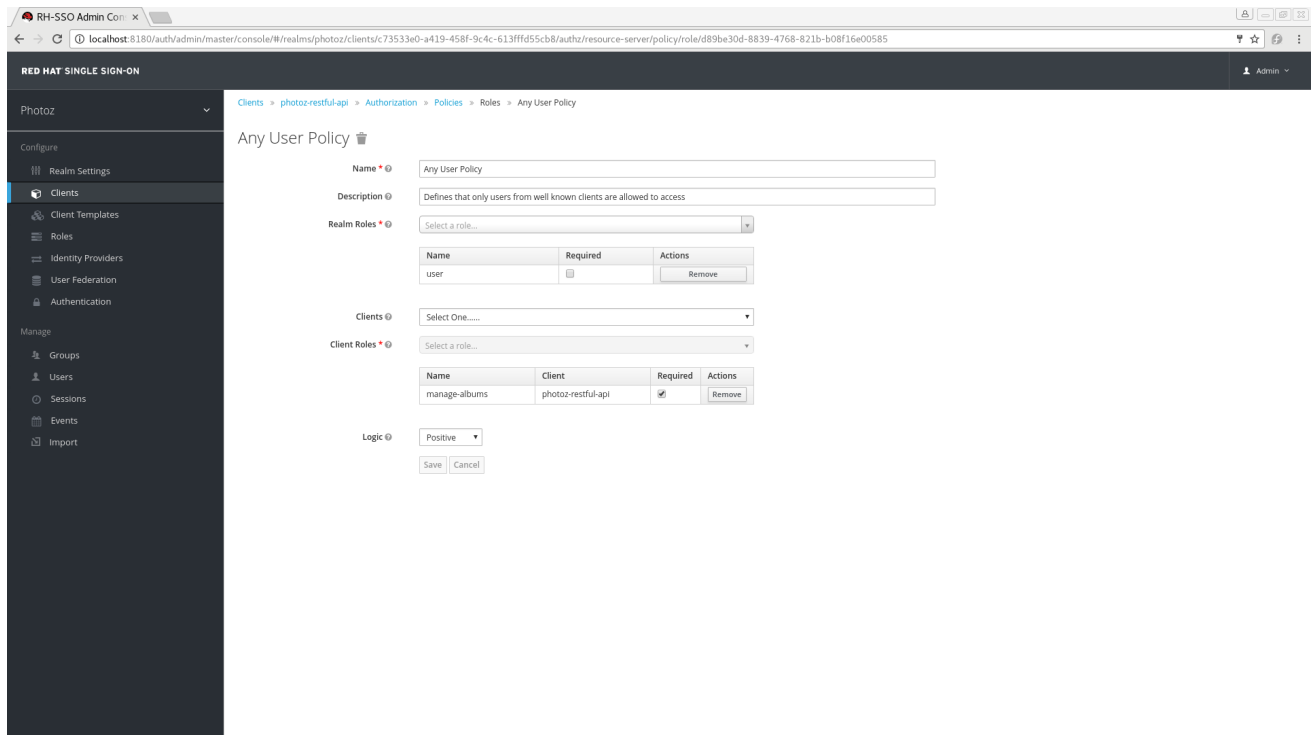 RH-SSO Admin Con
localhost:8180/auth/admin/master/console/#/realms/photoz/clients/c73533e0-a419-458f-9c4c-613fffd55cb8/authz/resource-server/policy/role/d89be30d-8839-4768-821b-b08f16e00585
RED HAT SINGLE SIGN-ON
Admin
Photoz
Clients » photoz-restful-api » Authorization » Policies » Roles » Any User Policy
Any User Policy
Configure
Realm Settings
Clients
Client Templates
Roles
Identity Providers
User Federation
Authentication
Manage
Groups
Users
Sessions
Events
Import
Name * Any User Policy
Description Defines that only users from well known clients are allowed to access
Realm Roles * Select a role...
Name Required Actions
user Remove
Clients Select One......
Client Roles * Select a role...
Name Client Required Actions
manage-albums photoz-restful-api Remove
Logic Positive
Save Cancel